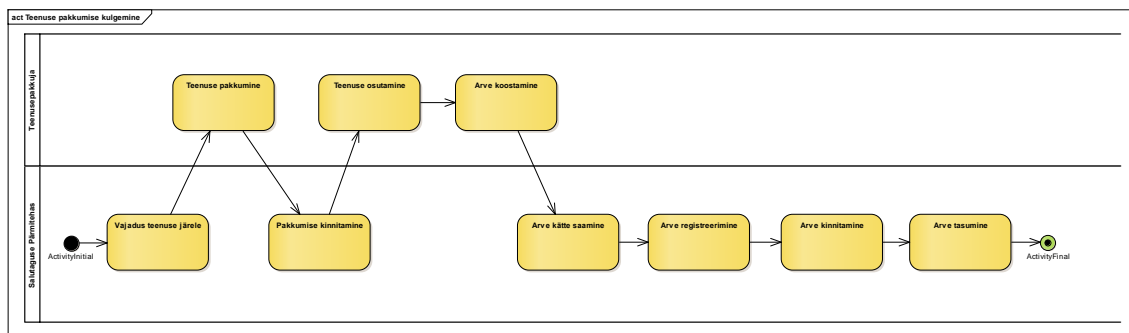 act Teenuse pakkumise kulgemine
Teenusepakkuja
Teenuse pakkumine
Teenuse osutamine
Arve koostamine
Salutaguse Pärmitehas
ActivityInitial
Vajadus teenuse järele
Pakkumise kinnitamine
Arve kätte saamine
Arve registreerimine
Arve kinnitamine
Arve tasumine
ActivityFinal